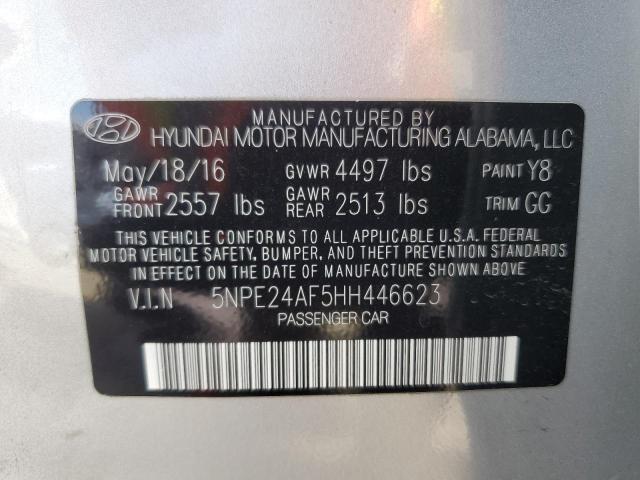 MANUFACTURED BY
HYUNDAI MOTOR MANUFACTURING ALABAMA, LLC
May/18/16 GVWR 4497 lbs PAINT Y8
GAWR FRONT 2557 lbs GAWR REAR 2513 lbs TRIM GG
THIS VEHICLE CONFORMS TO ALL APPLICABLE U.S.A. FEDERAL
MOTOR VEHICLE SAFETY, BUMPER, AND THEFT PREVENTION STANDARDS
IN EFFECT ON THE DATE OF MANUFACTURE SHOWN ABOVE
V.I.N 5NPE24AF5HH446623
PASSENGER CAR